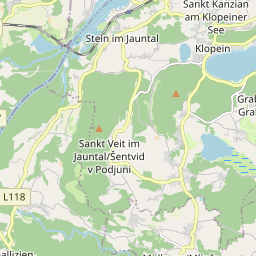 Sankt Kanzian
am Klopeiner
See
Stein im Jauntal
Klopein
Sankt Veit im
Jauntal/Šentvid
v Podjuni
L118